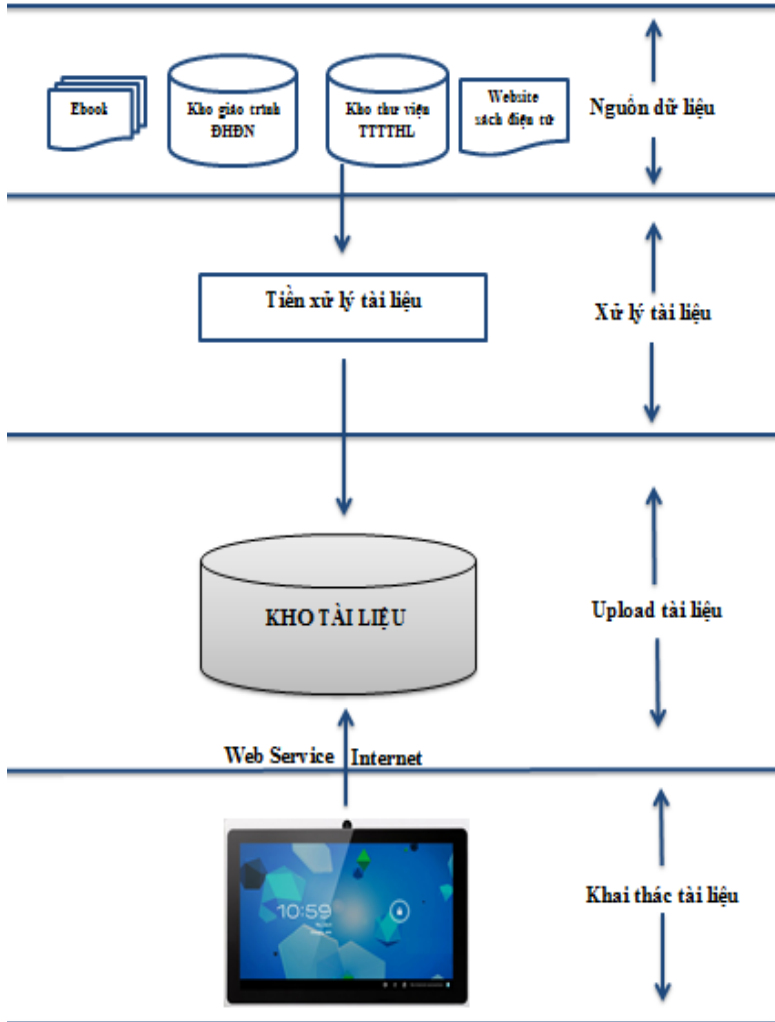 Ebook
Kho giáo trình
ĐHĐN
Kho thư viện
TTTTHL
Website
sách điện tử
Nguồn dữ liệu
Tiền xử lý tài liệu
Xử lý tài liệu
KHO TÀI LIỆU
Upload tài liệu
Web Service
Internet
10:59
Khai thác tài liệu